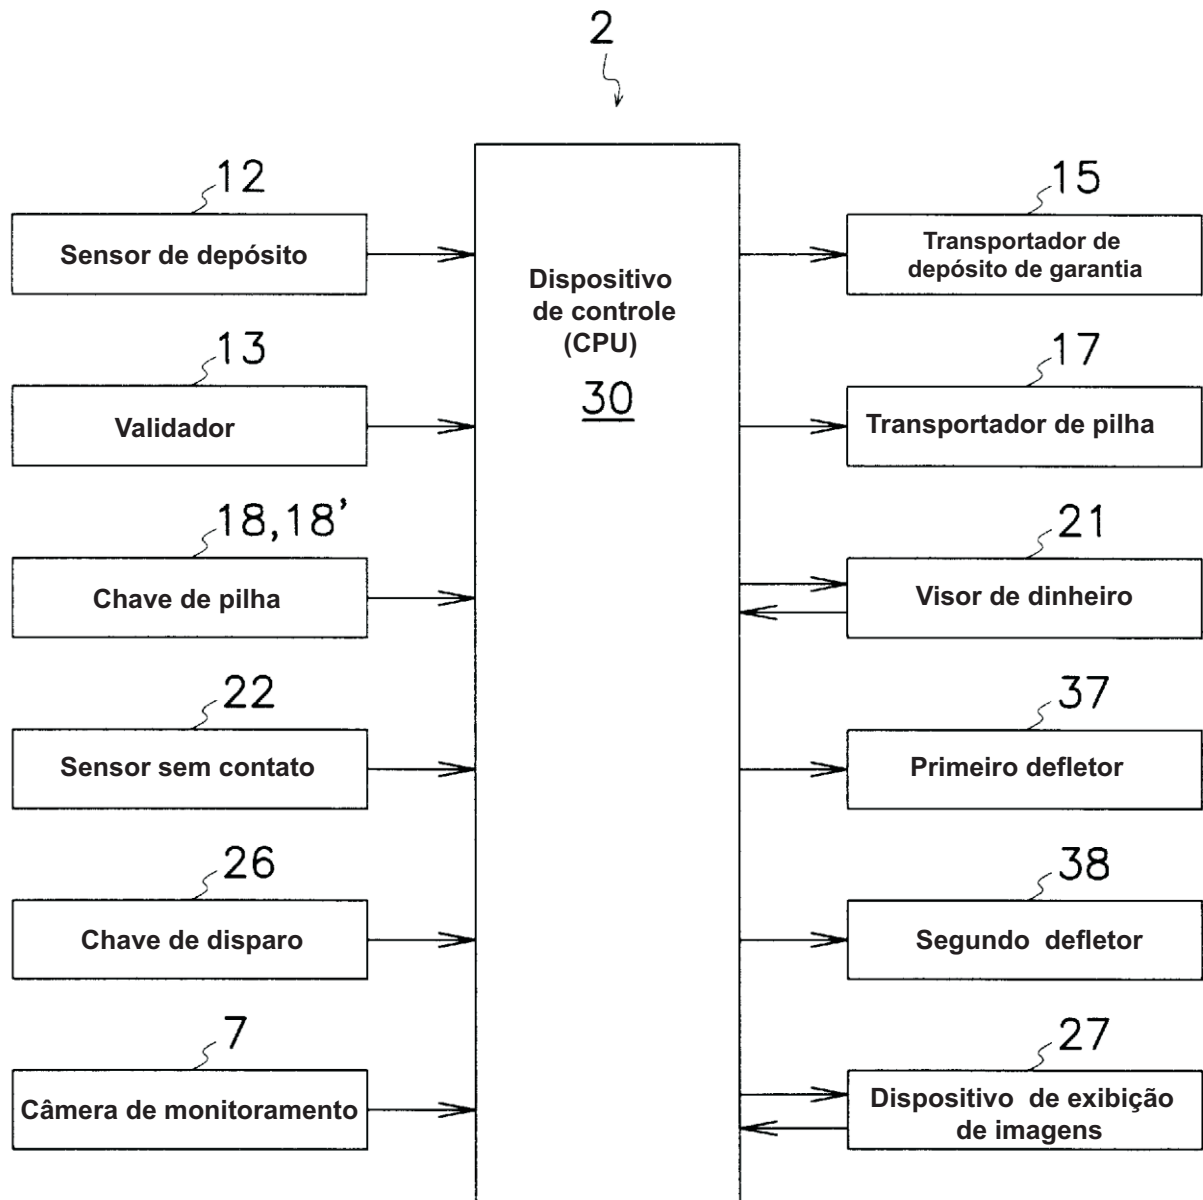 2
12
Sensor de depósito
13
Validador
18,18’
Chave de pilha
22
Sensor sem contato
26
Chave de disparo
7
Câmera de monitoramento
Dispositivo
de controle
(CPU)
30
15
Transportador de
depósito de garantia
17
Transportador de pilha
21
Visor de dinheiro
37
Primeiro defletor
38
Segundo defletor
27
Dispositivo de exibição
de imagens